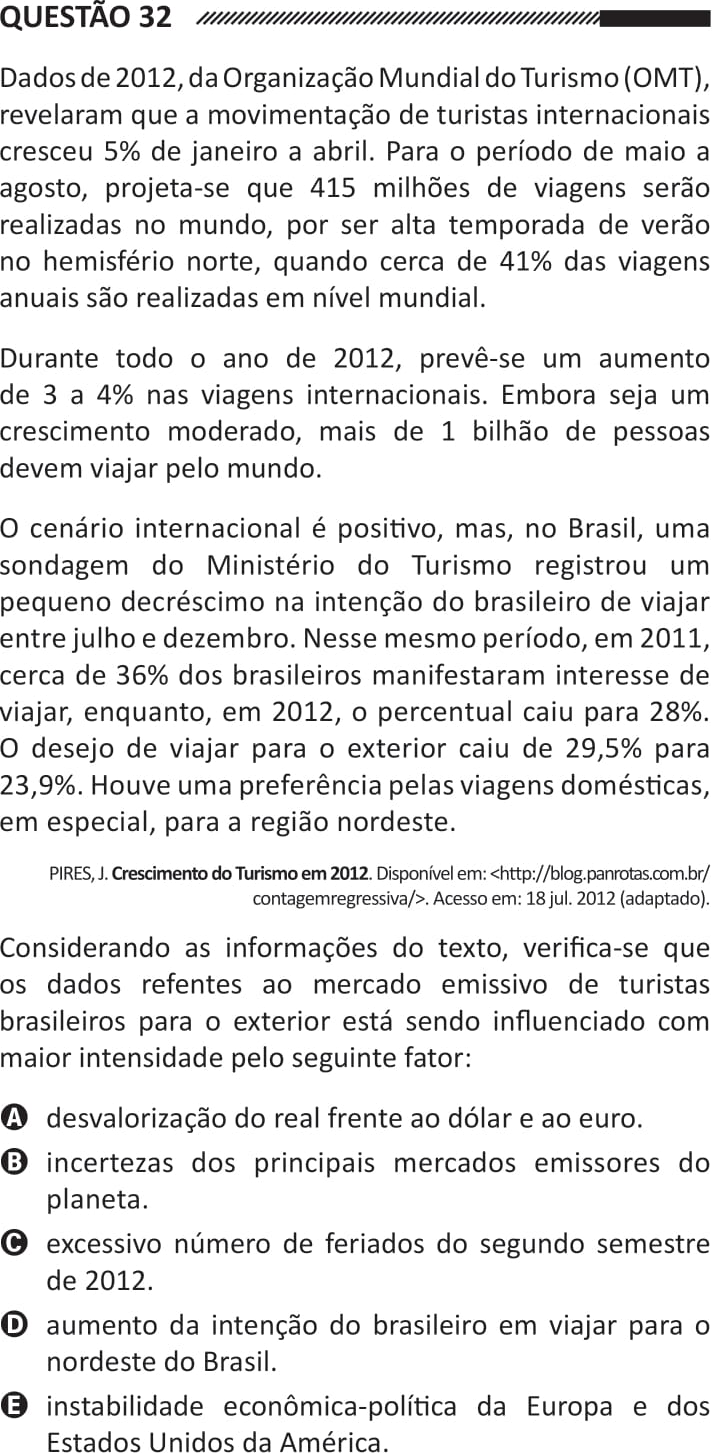 QUESTÃO 32
Dados de 2012, da Organização Mundial do Turismo (OMT),
revelaram que a movimentação de turistas internacionais
cresceu 5% de janeiro a abril. Para o período de maio a
agosto, projeta-se que 415 milhões de viagens serão
realizadas no mundo, por ser alta temporada de verão
no hemisfério norte, quando cerca de 41% das viagens
anuais são realizadas em nível mundial.
Durante todo o ano de 2012, prevê-se um aumento
de 3 a 4% nas viagens internacionais. Embora seja um
crescimento moderado, mais de 1 bilhão de pessoas
devem viajar pelo mundo.
O cenário internacional é positivo, mas, no Brasil, uma
sondagem do Ministério do Turismo registrou um
pequeno decréscimo na intenção do brasileiro de viajar
entre julho e dezembro. Nesse mesmo período, em 2011,
cerca de 36% dos brasileiros manifestaram interesse de
viajar, enquanto, em 2012, o percentual caiu para 28%.
O desejo de viajar para o exterior caiu de 29,5% para
23,9%. Houve uma preferência pelas viagens domésticas,
em especial, para a região nordeste.
PIRES, J. Crescimento do Turismo em 2012. Disponível em: <http://blog.panrotas.com.br/
contagemregressiva/>. Acesso em: 18 jul. 2012 (adaptado).
Considerando as informações do texto, verifica-se que
os dados refentes ao mercado emissivo de turistas
brasileiros para o exterior está sendo influenciado com
maior intensidade pelo seguinte fator:
A desvalorização do real frente ao dólar e ao euro.
B incertezas dos principais mercados emissores do
planeta.
C excessivo número de feriados do segundo semestre
de 2012.
D aumento da intenção do brasileiro em viajar para o
nordeste do Brasil.
E instabilidade econômica-política da Europa e dos
Estados Unidos da América.